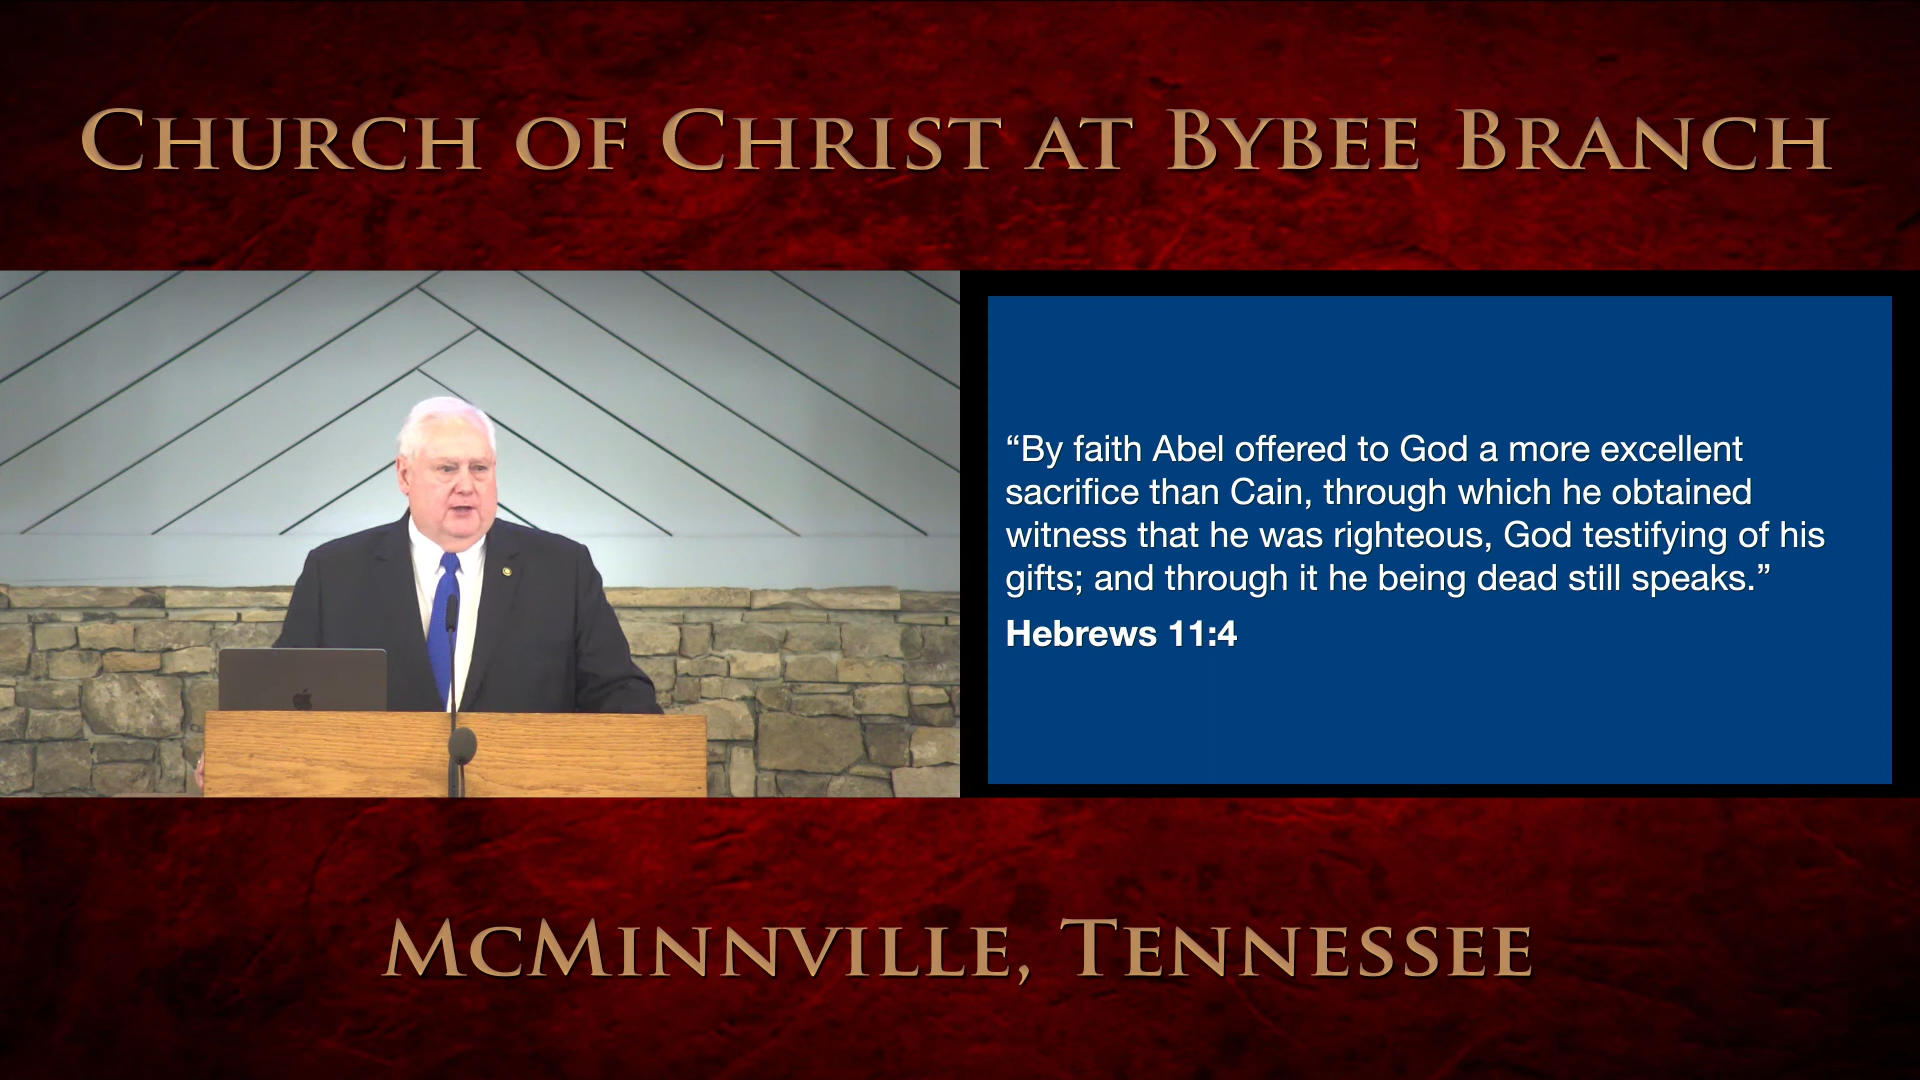 Church of Christ at Bybee Branch
“By faith Abel offered to God a more excellent
sacrifice than Cain, through which he obtained
witness that he was righteous, God testifying of his
gifts; and through it he being dead still speaks.”
Hebrews 11:4
McMinnville, Tennessee